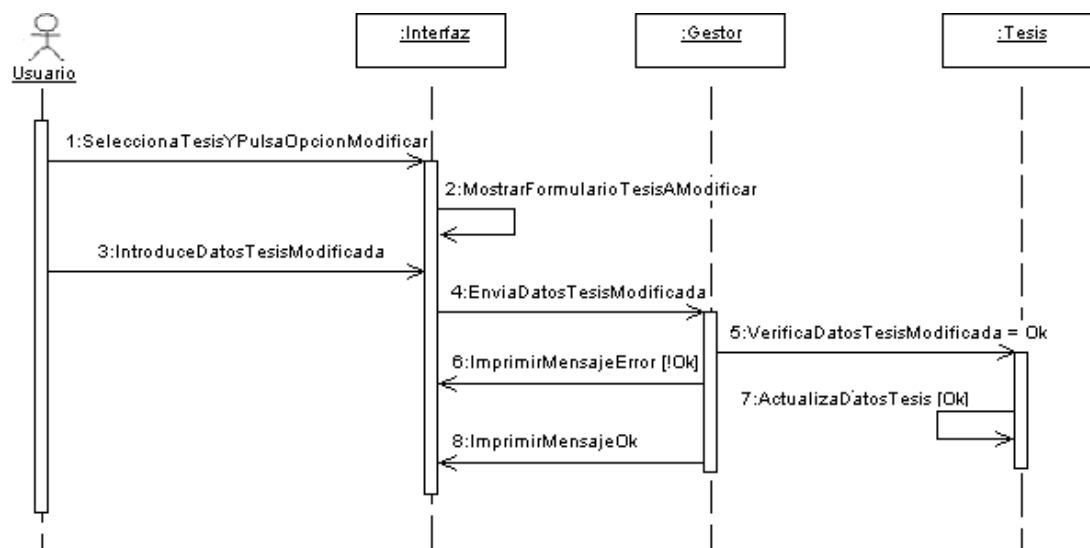 Usuario
:Interfaz
:Gestor
:Tesis
1:SeleccionaTesisYPulsaOpcionModificar
2:MostrarFormularioTesisAModificar
3:IntroduceDatosTesisModificada
4:EnviaDatosTesisModificada
5:VerificaDatosTesisModificada = Ok
6:ImprimirMensajeError [!Ok]
7:ActualizaDatosTesis [Ok]
8:ImprimirMensajeOk